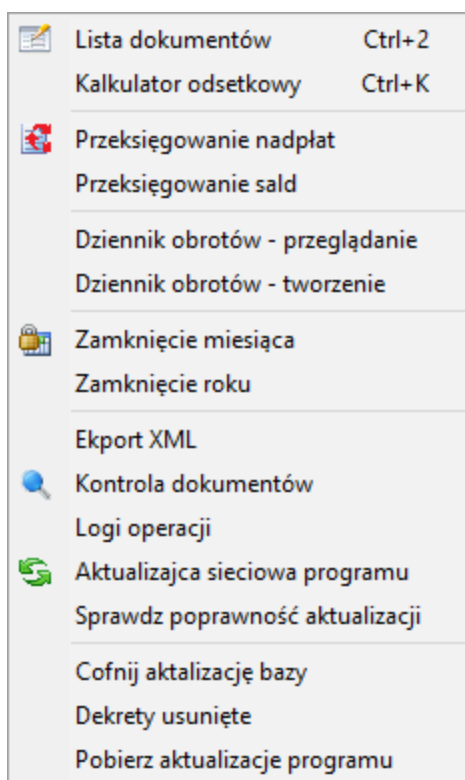 Lista dokumentów Ctrl+2
Kalkulator odsetkowy Ctrl+K
Przeksięgowanie nadpłat
Przeksięgowanie sald
Dziennik obrotów - przeglądanie
Dziennik obrotów - tworzenie
Zamknięcie miesiąca
Zamknięcie roku
Ekport XML
Kontrola dokumentów
Logi operacji
Aktualizajca sieciowa programu
Sprawdz poprawność aktualizacji
Cofnij aktalizację bazy
Dekrety usunięte
Pobierz aktualizacje programu